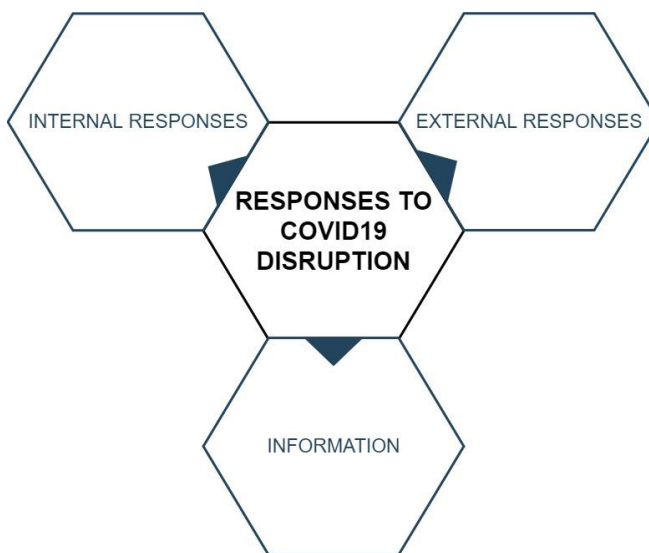 INTERNAL RESPONSES
EXTERNAL RESPONSES
RESPONSES TO
COVID19
DISRUPTION
INFORMATION